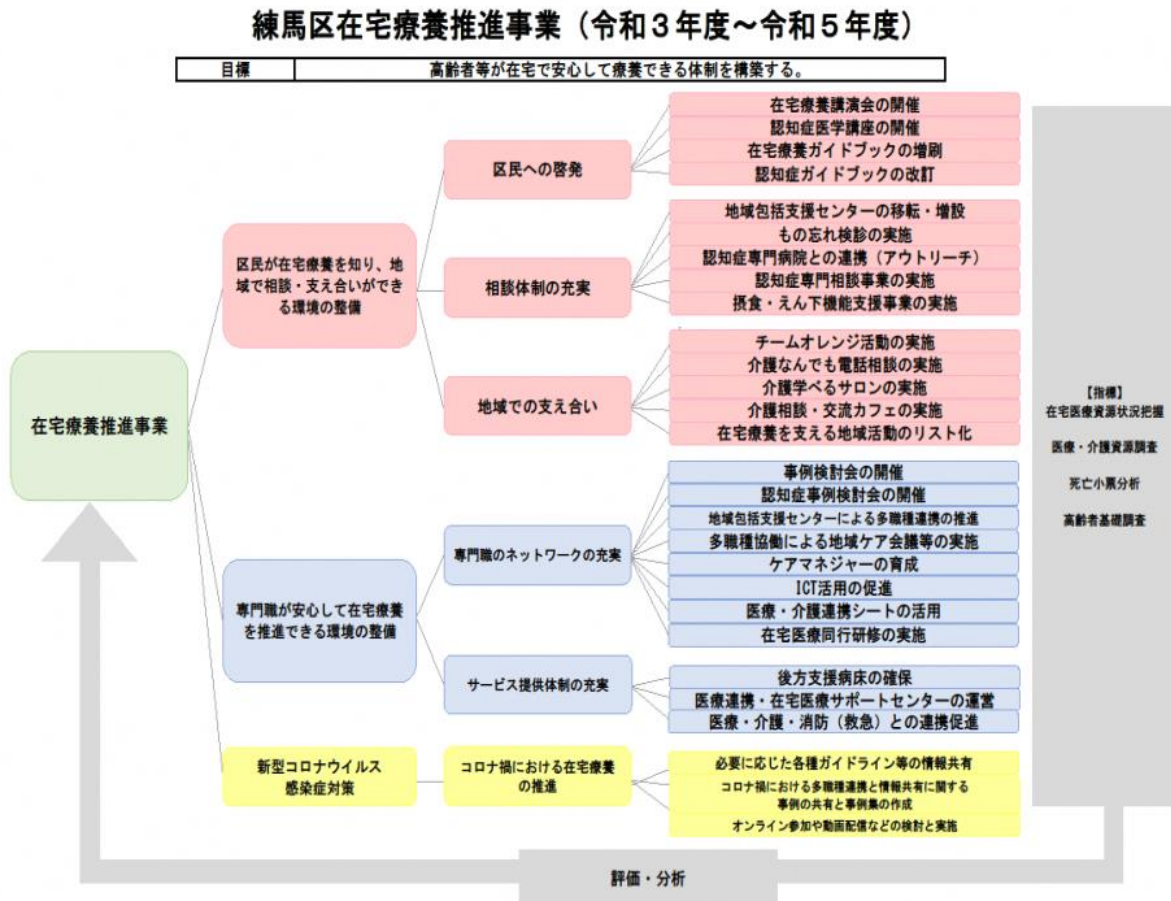 練馬区在宅療養推進事業（令和３年度～令和５年度）
目標
高齢者等が在宅で安心して療養できる体制を構築する。
在宅療養推進事業
区民が在宅療養を知り、地
域で相談・支え合いができ
る環境の整備
区民への啓発
在宅療養講演会の開催
認知症医学講座の開催
在宅療養ガイドブックの増刷
認知症ガイドブックの改訂
相談体制の充実
地域包括支援センターの移転・増設
もの忘れ検診の実施
認知症専門病院との連携（アウトリーチ）
認知症専門相談事業の実施
摂食・えん下機能支援事業の実施
地域での支え合い
チームオレンジ活動の実施
介護なんでも電話相談の実施
介護学べるサロンの実施
介護相談・交流カフェの実施
在宅療養を支える地域活動のリスト化
専門職が安心して在宅療養
を推進できる環境の整備
専門職のネットワークの充実
事例検討会の開催
認知症事例検討会の開催
地域包括支援センターによる多職種連携の推進
多職種協働による地域ケア会議等の実施
ケアマネジャーの育成
ICT活用の促進
医療・介護連携シートの活用
在宅医療同行研修の実施
サービス提供体制の充実
後方支援病床の確保
医療連携・在宅医療サポートセンターの運営
医療・介護・消防（救急）との連携促進
新型コロナウイルス
感染症対策
コロナ禍における在宅療養
の推進
必要に応じた各種ガイドライン等の情報共有
コロナ禍における多職種連携と情報共有に関する
事例の共有と事例集の作成
オンライン参加や動画配信などの検討と実施
【指標】
在宅医療資源状況把握
医療・介護資源調査
死亡小票分析
高齢者基礎調査
評価・分析